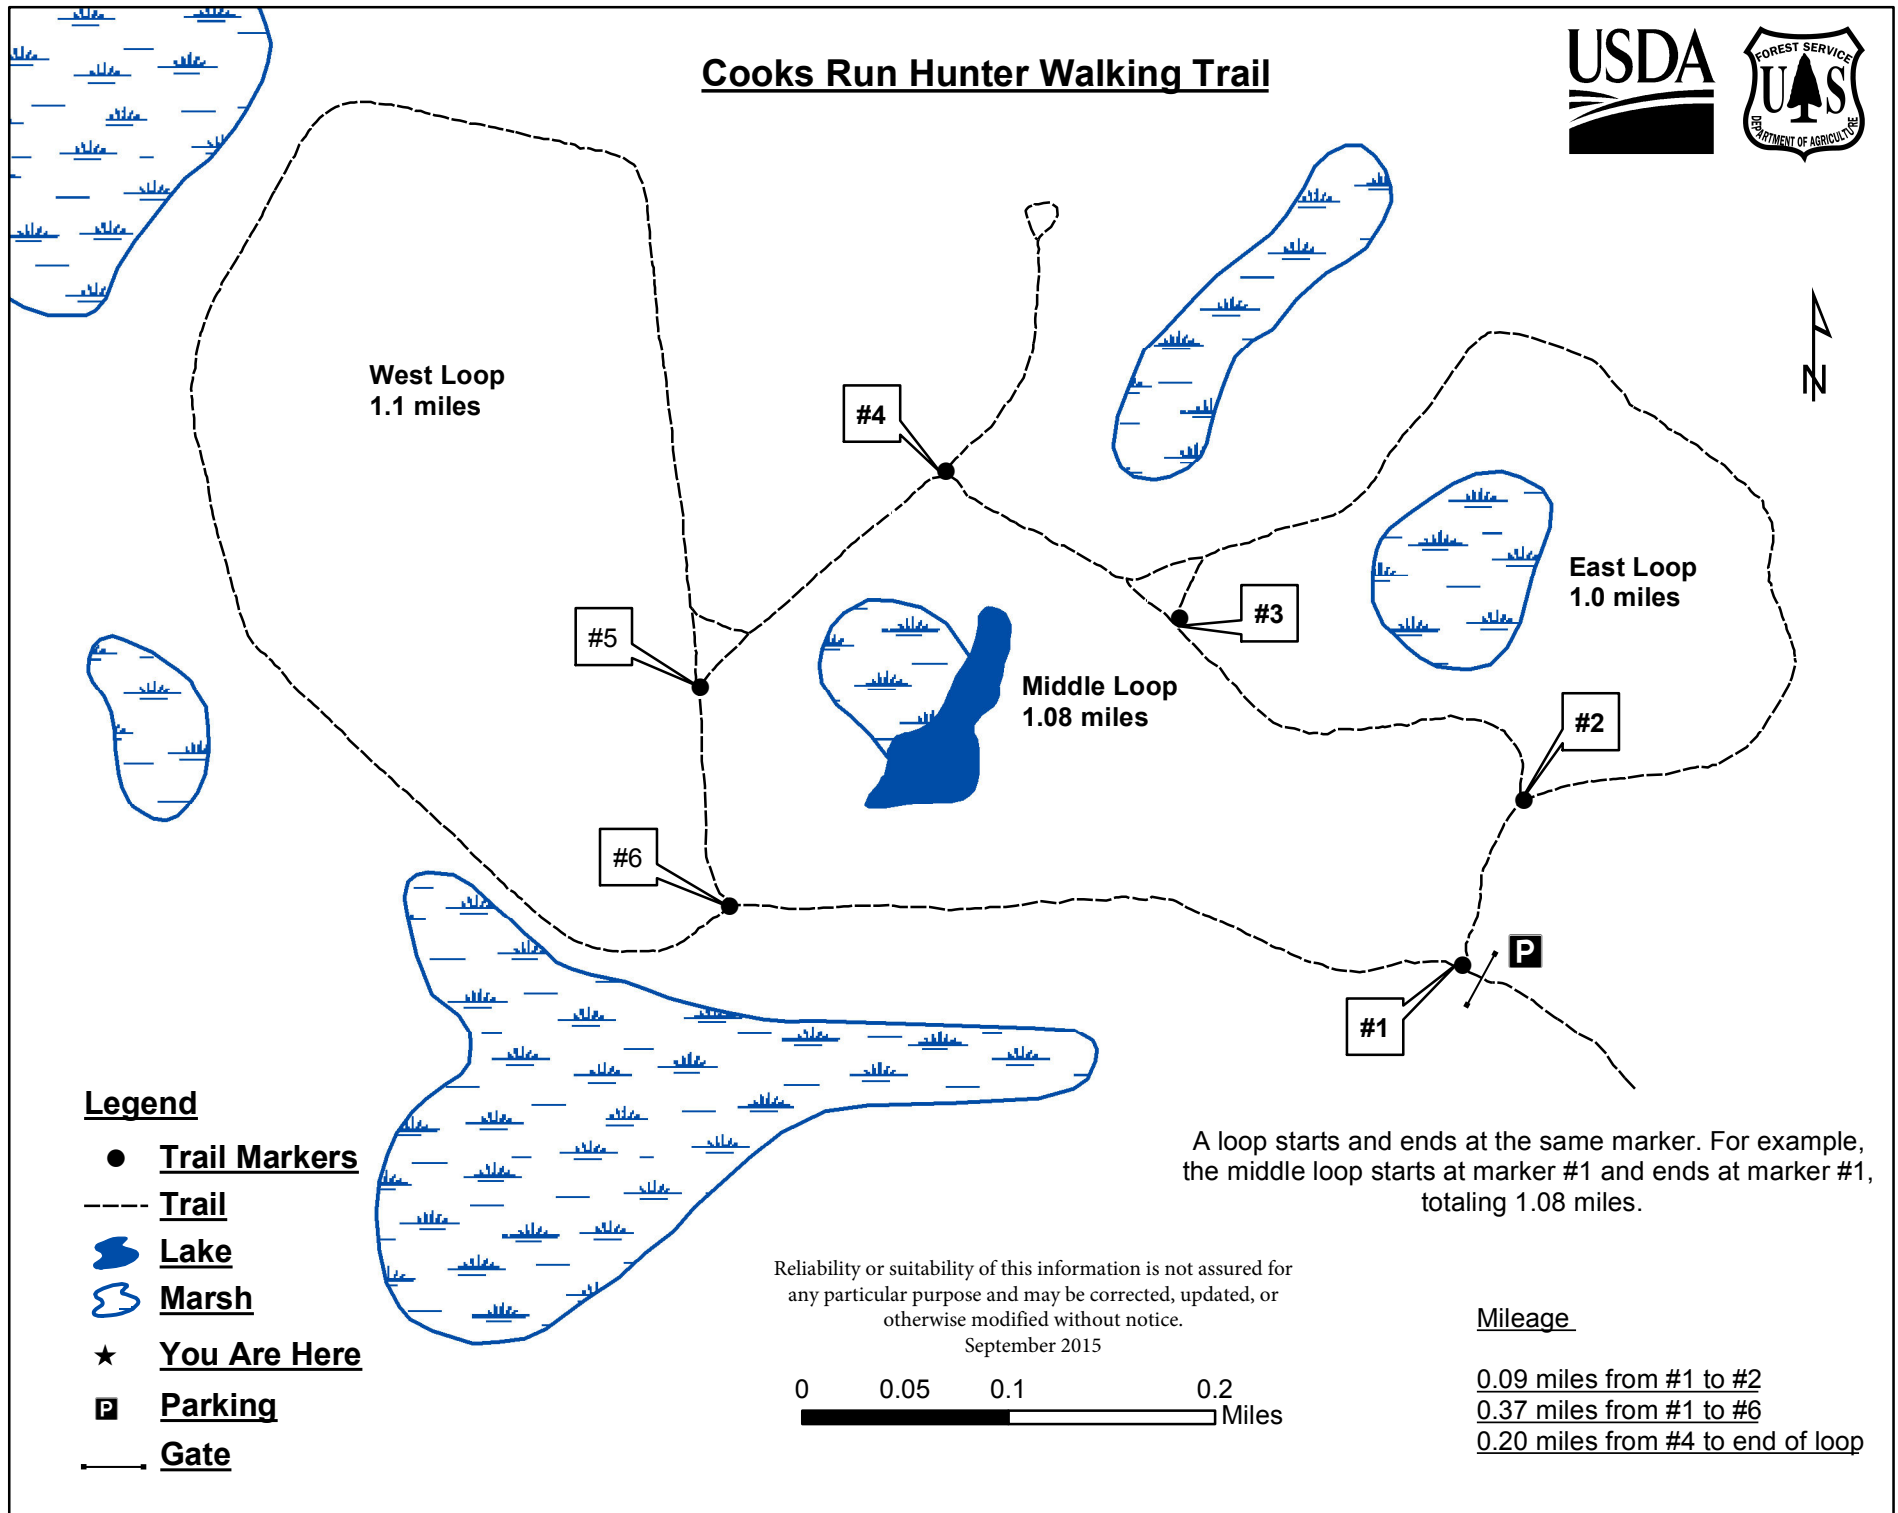 Cooks Run Hunter Walking Trail
USDA
FOREST SERVICE
U S
DEPARTMENT OF AGRICULTURE
West Loop
1.1 miles
#4
N
East Loop
1.0 miles
#3
#5
Middle Loop
1.08 miles
#2
#6
P
#1
Legend
Trail Markers
Trail
Lake
Marsh
You Are Here
P Parking
Gate
A loop starts and ends at the same marker. For example,
the middle loop starts at marker #1 and ends at marker #1,
totaling 1.08 miles.
Reliability or suitability of this information is not assured for
any particular purpose and may be corrected, updated, or
otherwise modified without notice.
September 2015
0 0.05 0.1 0.2
Miles
Mileage
0.09 miles from #1 to #2
0.37 miles from #1 to #6
0.20 miles from #4 to end of loop